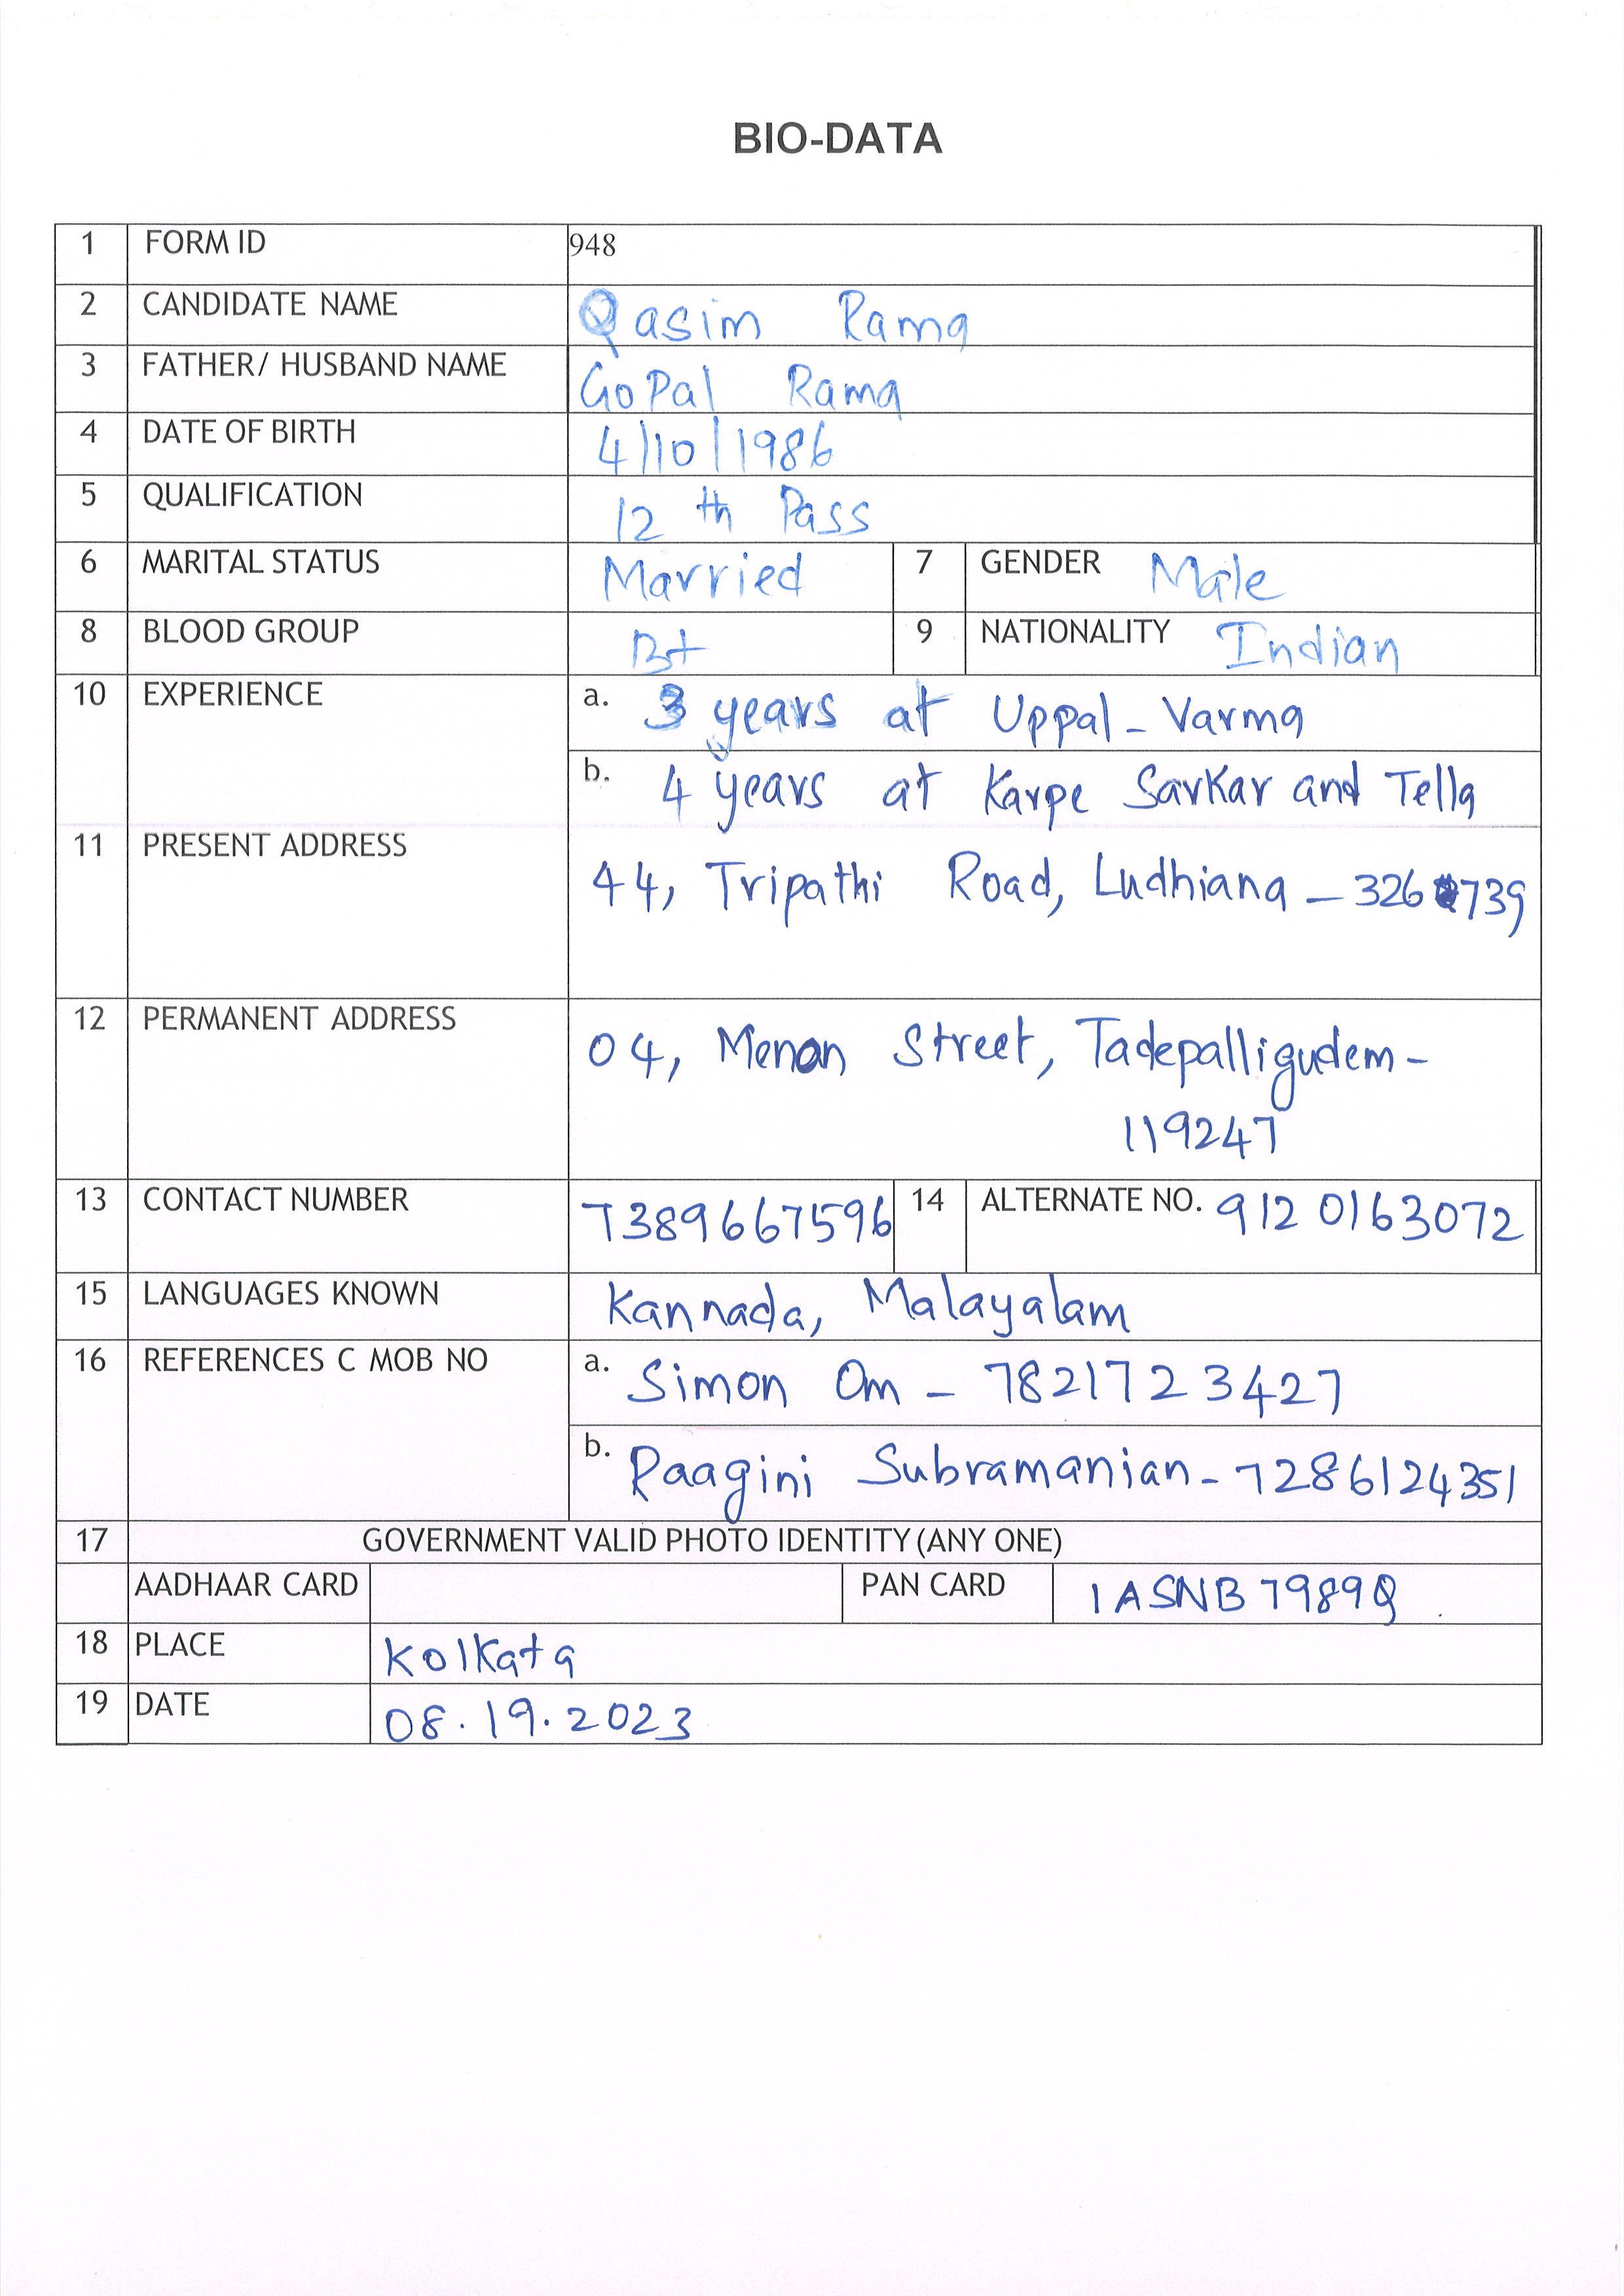 BIO-DATA
1 FORM ID 948
2 CANDIDATE NAME Qasim Rama
3 FATHER/ HUSBAND NAME GoPal Rama
4 DATE OF BIRTH 4/10/1986
5 QUALIFICATION 12 th Pass
6 MARITAL STATUS Married 7 GENDER Male
8 BLOOD GROUP B+ 9 NATIONALITY Indian
10 EXPERIENCE a. 3 years at Uppal-Varma
b. 4 years at Karpe Sarkar and Tella
11 PRESENT ADDRESS
44, Tripathi Road, Ludhiana - 326 739
12 PERMANENT ADDRESS
04, Menon Street, Tadepalligudem -
119247
13 CONTACT NUMBER 7389667596 14 ALTERNATE NO. 912 0163072
15 LANGUAGES KNOWN Kannada, Malayalam
16 REFERENCES C MOB NO a. Simon Om - 7821723427
b. Raagini Subramanian - 7286124351
17 GOVERNMENT VALID PHOTO IDENTITY (ANY ONE)
AADHAAR CARD PAN CARD IASNB7989Q
18 PLACE Kolkata
19 DATE 08.19.2023